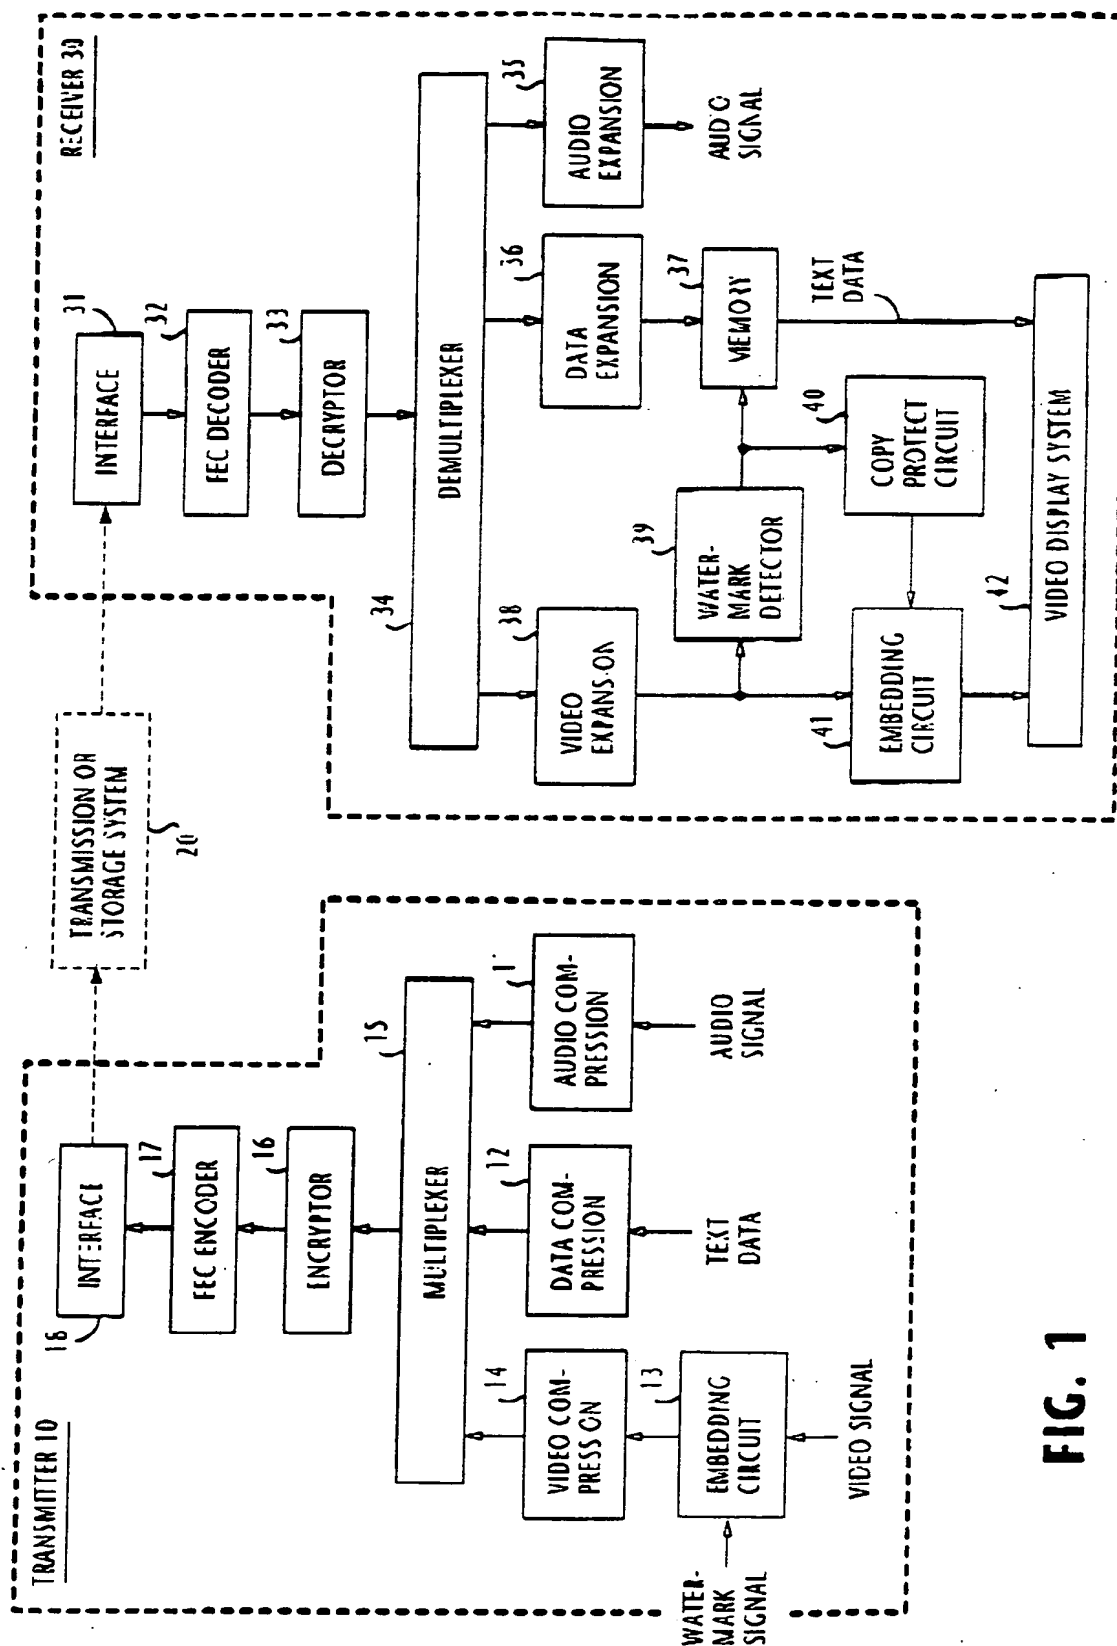 TRANSMITTER 10
INTERFACE
18
FEC ENCODER
17
ENCRYPTOR
16
MULTIPLEXER
15
VIDEO COM-
PRESSION
14
DATA COM-
PRESSION
12
AUDIO COM-
PRESSION
1
EMBEDDING
CIRCUIT
13
TEXT
DATA
AUDIO
SIGNAL
WATER-
MARK
SIGNAL
VIDEO SIGNAL
TRANSMISSION OR
STORAGE SYSTEM
20
RECEIVER 30
INTERFACE
31
FEC DECODER
32
DECRYPTOR
33
DEMULTIPLEXER
34
VIDEO
EXPANSION
38
DATA
EXPANSION
36
AUDIO
EXPANSION
35
AUDIO
SIGNAL
WATER-
MARK
DETECTOR
39
MEMORY
37
TEXT
DATA
EMBEDDING
CIRCUIT
41
COPY
PROTECT
CIRCUIT
40
VIDEO DISPLAY SYSTEM
42
FIG. 1